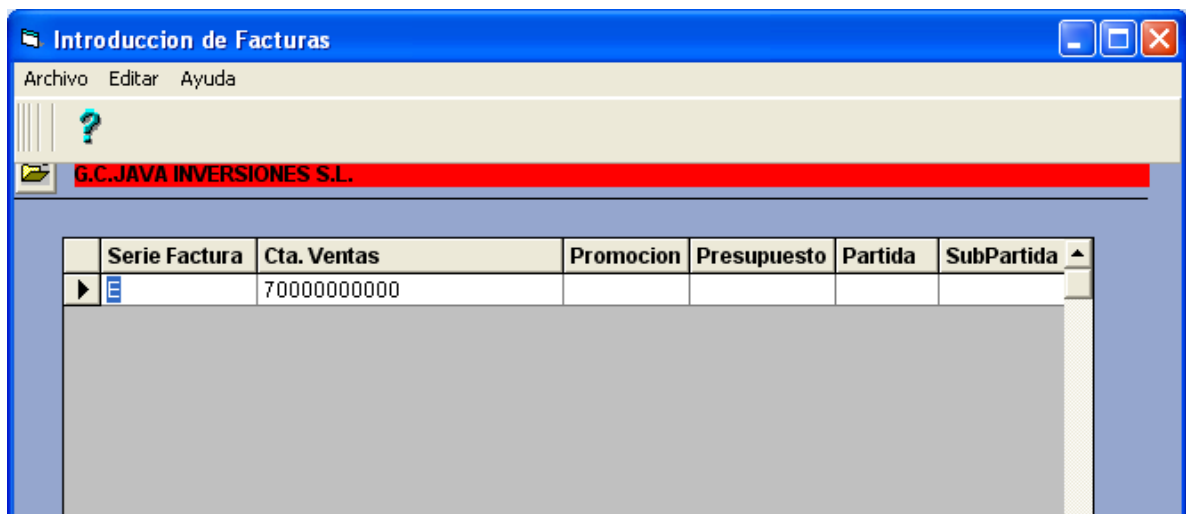 Introduccion de Facturas
Archivo Editar Ayuda
G.C.JAVA INVERSIONES S.L.
Serie Factura Cta. Ventas Promocion Presupuesto Partida SubPartida
E 70000000000